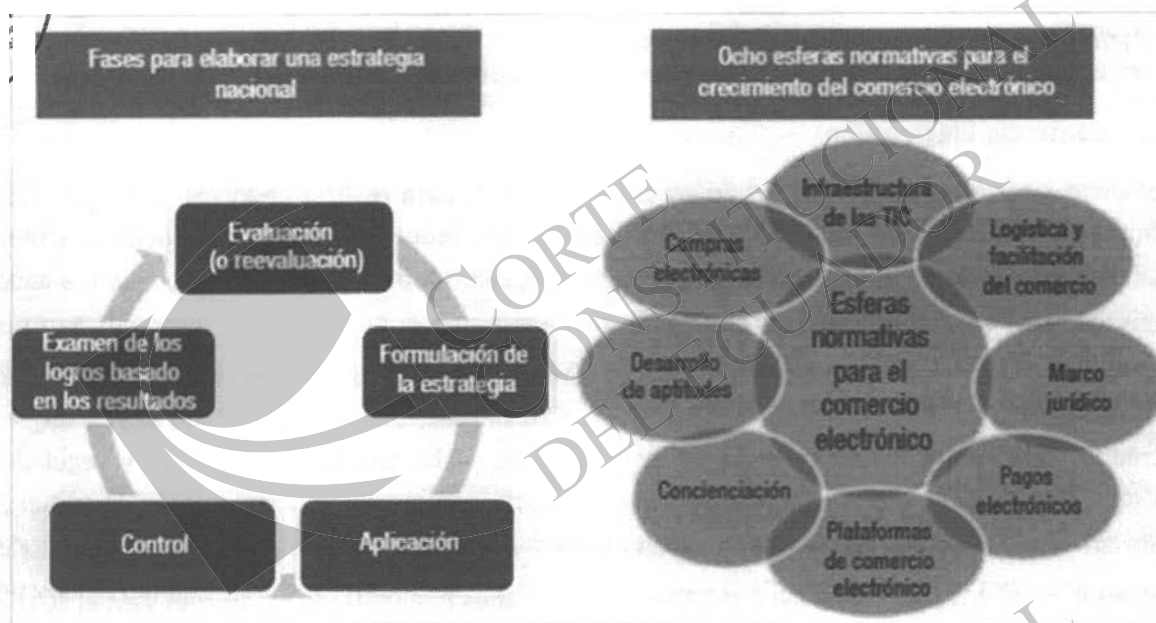 Fases para elaborar una estrategia
nacional
Ocho esferas normativas para el
crecimiento del comercio electrónico
Evaluación
(o reevaluación)
Formulación de
la estrategia
Aplicación
Control
Examen de los
logros basado
en los resultados
Infraestructura
de las TIC
Logística y
facilitación
del comercio
Marco
jurídico
Pagos
electrónicos
Plataformas
de comercio
electrónico
Concienciación
Desarrollo
de aptitudes
Compras
electrónicas
Esferas
normativas
para el
comercio
electrónico
CORTE
CONSTITUCIONAL
DEL ECUADOR